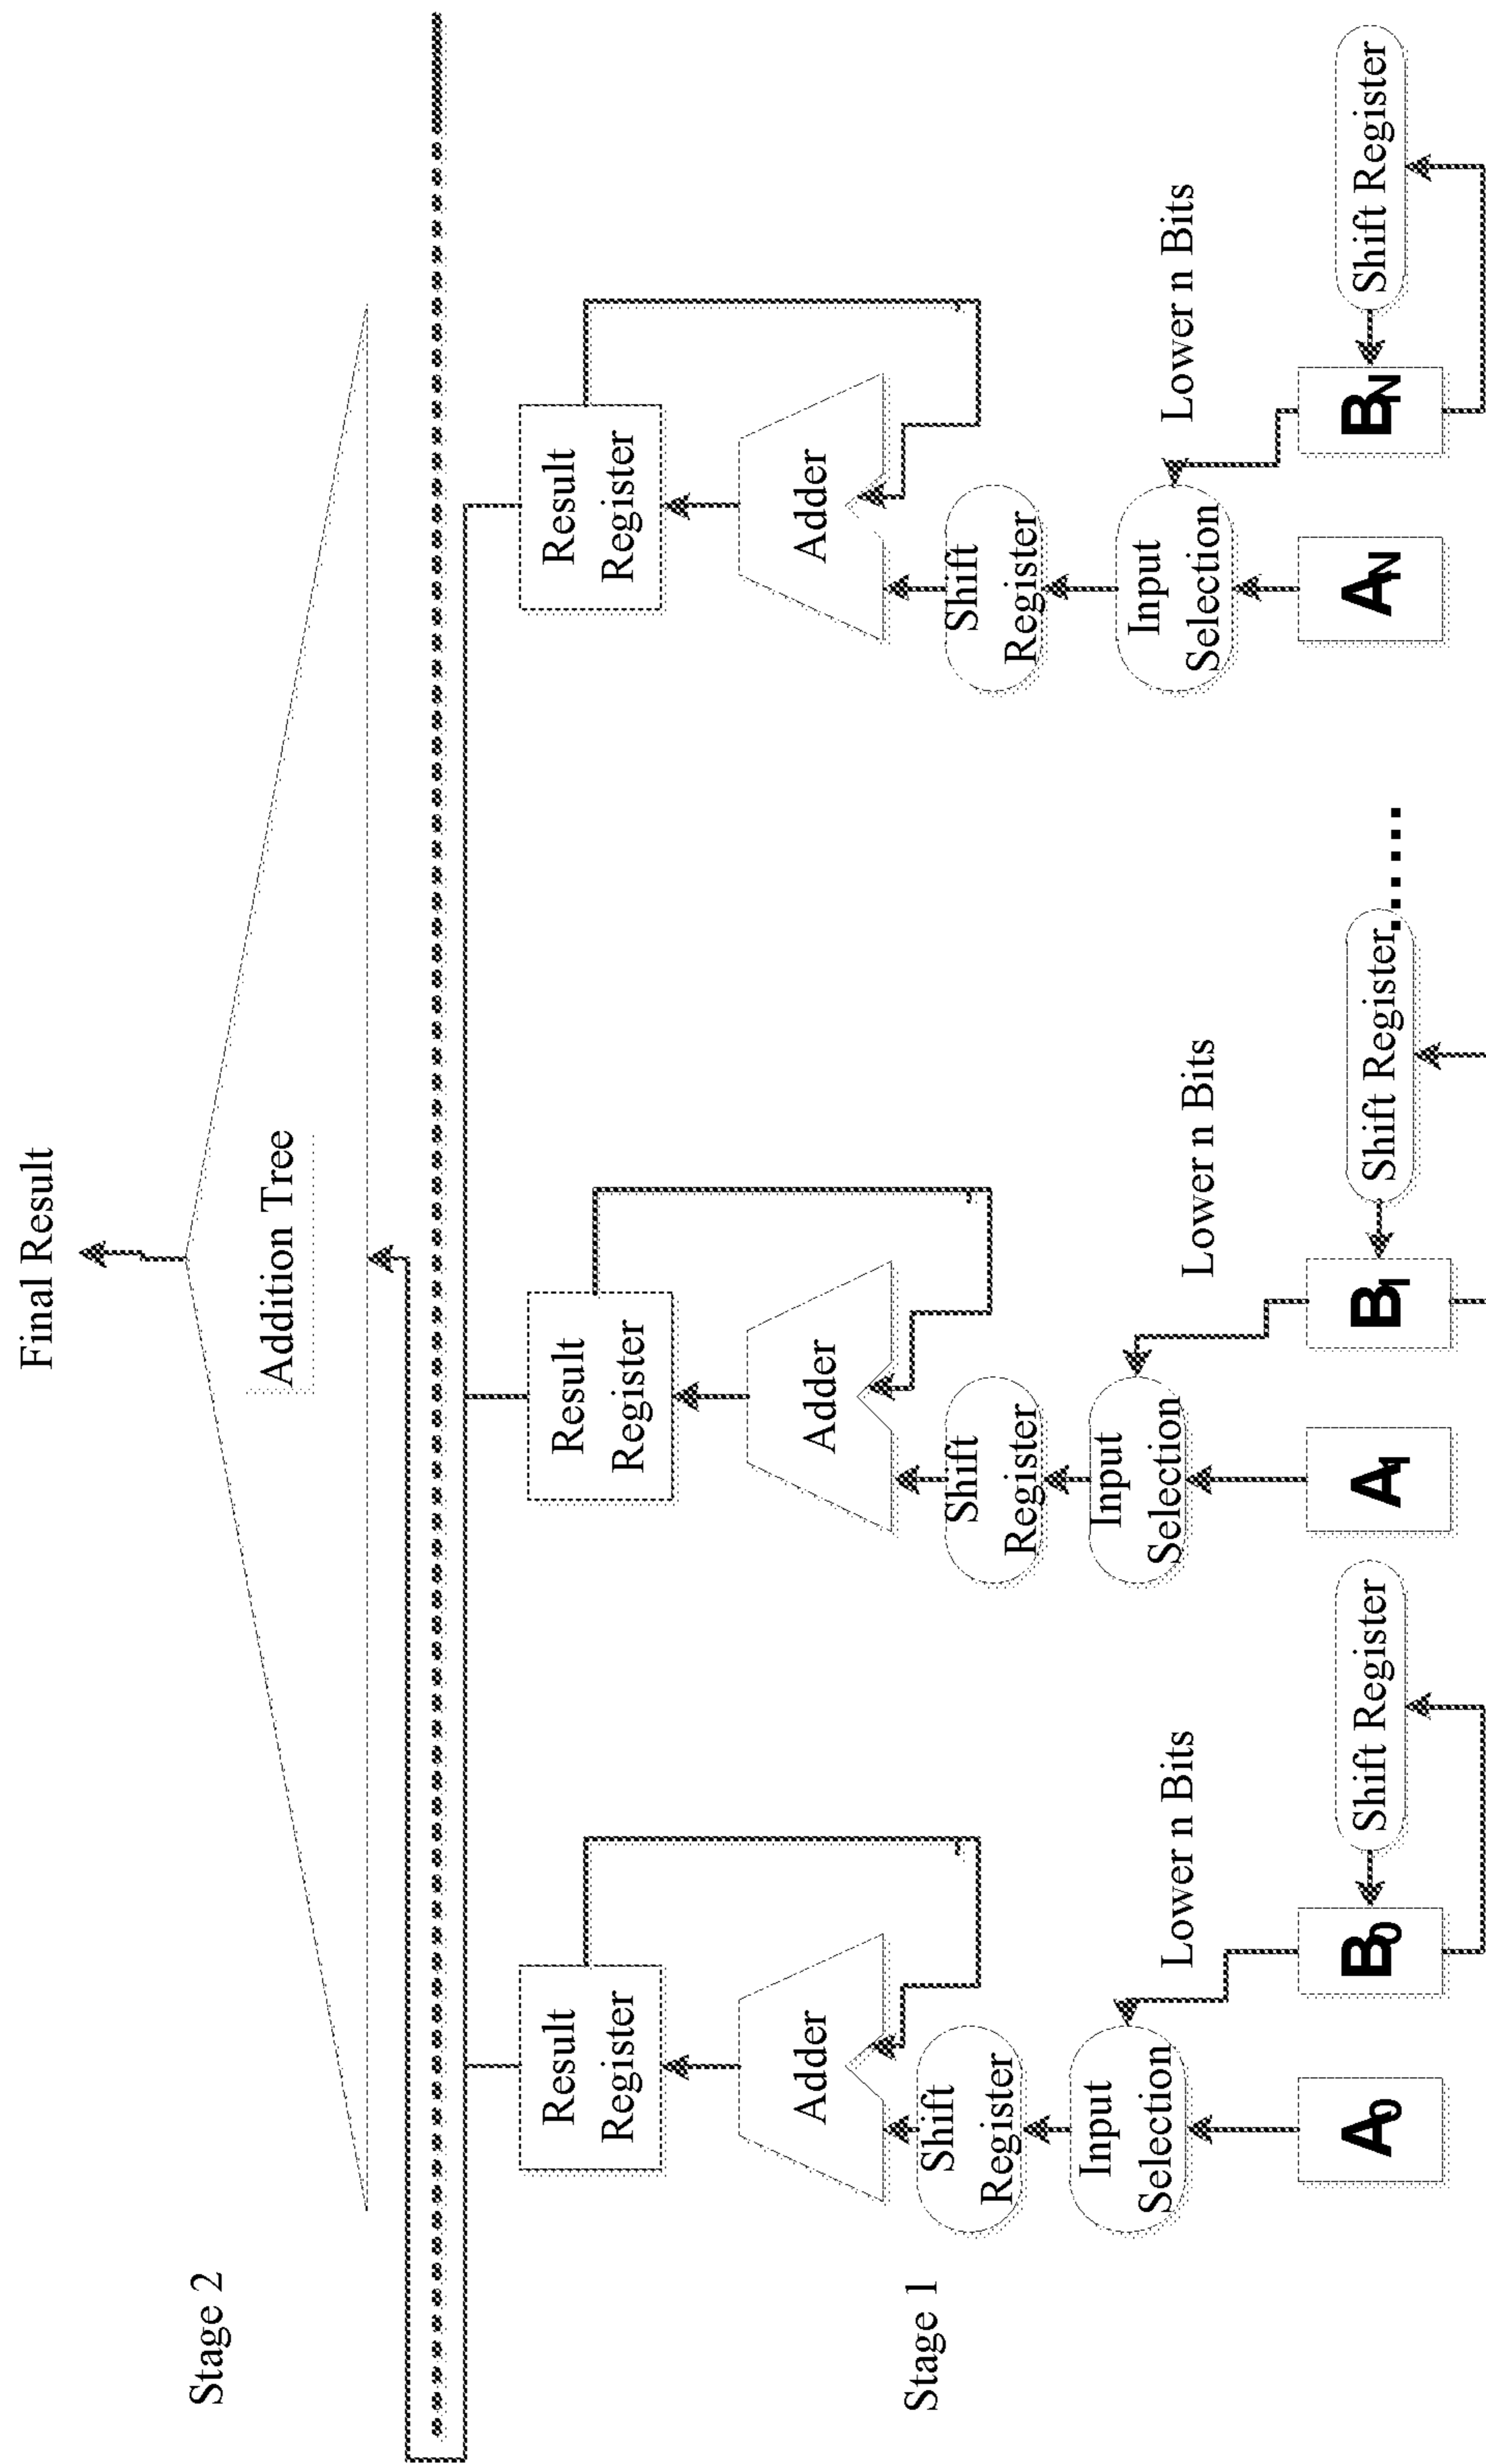 Final Result
Stage 2
Addition Tree
Result
Register
Result
Register
Result
Register
Adder
Adder
Adder
Stage 1
Shift
Register
Shift
Register
Shift
Register
Input
Selection
Lower n Bits
Input
Selection
Lower n Bits
Input
Selection
Lower n Bits
A0
B0
Shift Register
A1
B1
Shift Register
......
AN
BN
Shift Register